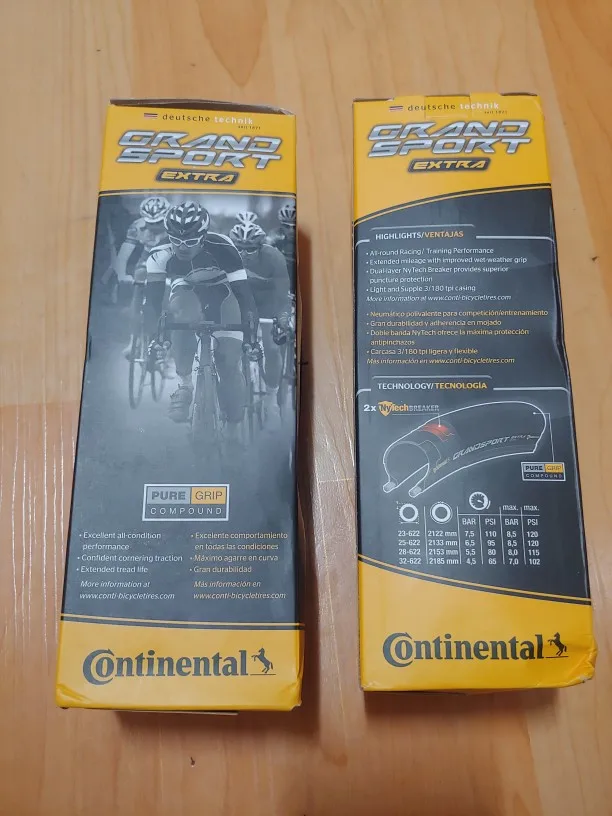 deutsche technik
seit 1871
GRAND
SPORT
EXTRA
PURE GRIP
COMPOUND
• Excellent all-condition
performance
• Confident cornering traction
• Extended tread life
More information at
www.conti-bicycletires.com
• Excelente comportamiento
en todas las condiciones
• Máximo agarre en curva
• Gran durabilidad
Más información en
www.conti-bicycletires.com
Continental
deutsche technik
seit 1871
GRAND
SPORT
EXTRA
HIGHLIGHTS/VENTAJAS
• All-round Racing/ Training Performance
• Extended mileage with improved wet-weather grip
• Dual-layer NyTech Breaker provides superior
puncture protection
• Light and Supple 3/180 tpi casing
More information at www.conti-bicycletires.com
• Neumático polivalente para competición/entrenamiento
• Gran durabilidad y adherencia en mojado
• Doble banda NyTech ofrece la máxima protección
antipinchazos
• Carcasa 3/180 tpi ligera y flexible
Más información en www.conti-bicycletires.com
TECHNOLOGY/TECNOLOGÍA
2x NyTechBREAKER
GRANDSPORT
PURE GRIP
COMPOUND
max. max.
BAR PSI BAR PSI
23-622 2122 mm 7,5 110 8,5 120
25-622 2133 mm 6,5 95 8,5 120
28-622 2153 mm 5,5 80 8,0 115
32-622 2185 mm 4,5 65 7,0 102
Continental